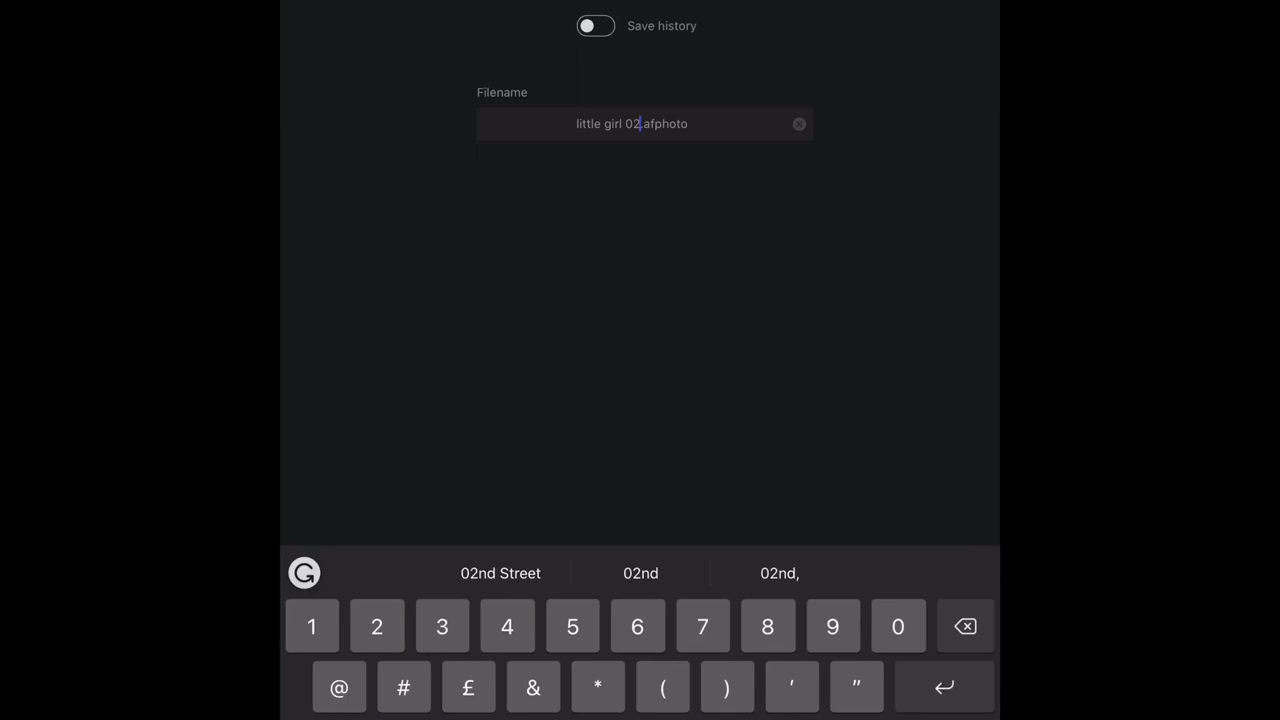 Save history
Filename
little girl 02.afphoto
02nd Street 02nd 02nd,
1 2 3 4 5 6 7 8 9 0
@ # £ & * ( ) ' "